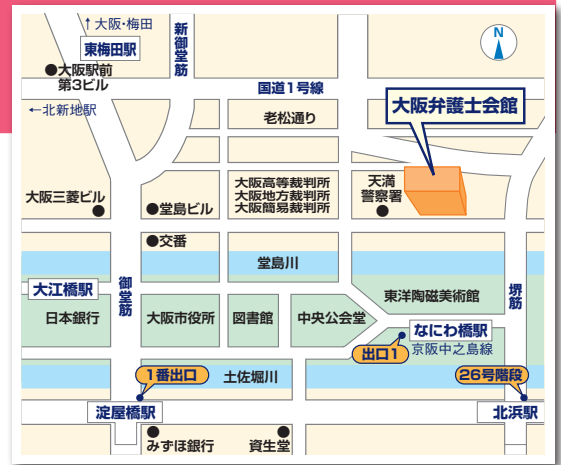 ↑大阪・梅田
東梅田駅
新御堂筋
N
●大阪駅前
第3ビル
国道1号線
←北新地駅
老松通り
大阪弁護士会館
大阪高等裁判所
大阪地方裁判所
大阪簡易裁判所
天満
警察署
大阪三菱ビル
●堂島ビル
●交番
堂島川
大江橋駅
御堂筋
東洋陶磁美術館
堺筋
日本銀行
大阪市役所
図書館
中央公会堂
なにわ橋駅
京阪中之島線
出口1
1番出口
土佐堀川
26号階段
淀屋橋駅
北浜駅
みずほ銀行
資生堂